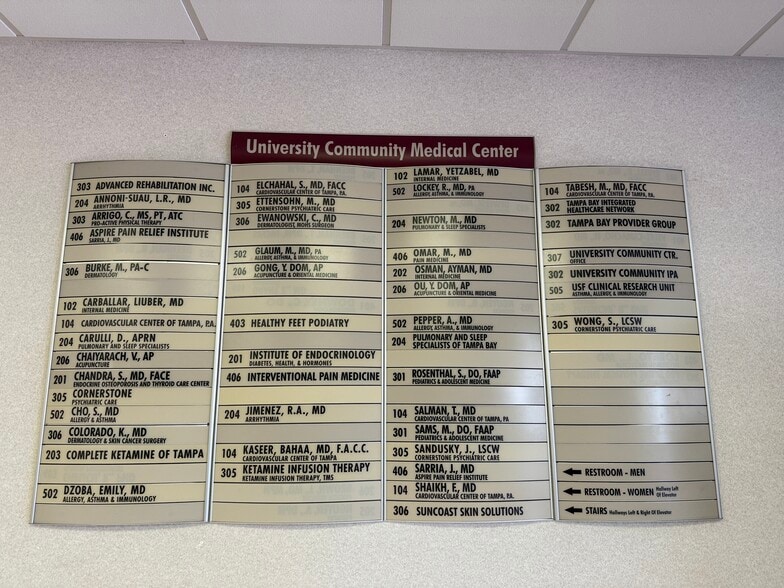 University Community Medical Center
303 ADVANCED REHABILITATION INC.
204 ANNONI-SUAU, L.R., MD
ARRHYTHMIA
303 ARRIGO, C., MS, PT, ATC
PRO-ACTIVE PHYSICAL THERAPY
406 ASPIRE PAIN RELIEF INSTITUTE
SARRIA, J., MD
306 BURKE, M., PA-C
DERMATOLOGY
102 CARBALLAR, LIUBER, MD
INTERNAL MEDICINE
104 CARDIOVASCULAR CENTER OF TAMPA, P.A.
204 CARULLI, D., APRN
PULMONARY AND SLEEP SPECIALISTS
206 CHAIYARACH, V., AP
ACUPUNCTURE
201 CHANDRA, S., MD, FACE
ENDOCRINE OSTEOPOROSIS AND THYROID CARE CENTER
305 CORNERSTONE
PSYCHIATRIC CARE
502 CHO, S., MD
ALLERGY & ASTHMA
306 COLORADO, K., MD
DERMATOLOGY & SKIN CANCER SURGERY
203 COMPLETE KETAMINE OF TAMPA
502 DZOBA, EMILY, MD
ALLERGY, ASTHMA & IMMUNOLOGY
104 ELCHAHAL, S., MD, FACC
CARDIOVASCULAR CENTER OF TAMPA, P.A.
305 ETTENSOHN, M., MD
CORNERSTONE PSYCHIATRIC CARE
306 EWANOWSKI, C., MD
DERMATOLOGIST, MOHS SURGEON
502 GLAUM, M., MD, PA
ALLERGY, ASTHMA, & IMMUNOLOGY
206 GONG, Y. DOM, AP
ACUPUNCTURE & ORIENTAL MEDICINE
403 HEALTHY FEET PODIATRY
201 INSTITUTE OF ENDOCRINOLOGY
DIABETES, HEALTH, & HORMONES
406 INTERVENTIONAL PAIN MEDICINE
204 JIMENEZ, R.A., MD
ARRHYTHMIA
104 KASEER, BAHAA, MD, F.A.C.C.
CARDIOVASCULAR CENTER OF TAMPA
305 KETAMINE INFUSION THERAPY
KETAMINE INFUSION THERAPY, TMS
102 LAMAR, YETZABEL, MD
INTERNAL MEDICINE
502 LOCKEY, R., MD, PA
ALLERGY, ASTHMA, & IMMUNOLOGY
204 NEWTON, M., MD
PULMONARY & SLEEP SPECIALISTS
406 OMAR, M., MD
PAIN MEDICINE
202 OSMAN, AYMAN, MD
INTERNAL MEDICINE
206 OU, Y. DOM, AP
ACUPUNCTURE & ORIENTAL MEDICINE
502 PEPPER, A., MD
ALLERGY, ASTHMA, & IMMUNOLOGY
204 PULMONARY AND SLEEP
SPECIALISTS OF TAMPA BAY
301 ROSENTHAL, S., DO, FAAP
PEDIATRICS & ADOLESCENT MEDICINE
104 SALMAN, T., MD
CARDIOVASCULAR CENTER OF TAMPA, PA
301 SAMS, M., DO, FAAP
PEDIATRICS & ADOLESCENT MEDICINE
305 SANDUSKY, J., LSCW
CORNERSTONE PSYCHIATRIC CARE
406 SARRIA, J., MD
ASPIRE PAIN RELIEF INSTITUTE
104 SHAIKH, F., MD
CARDIOVASCULAR CENTER OF TAMPA, P.A.
306 SUNCOAST SKIN SOLUTIONS
104 TABESH, M., MD, FACC
CARDIOVASCULAR CENTER OF TAMPA, P.A.
302 TAMPA BAY INTEGRATED
HEALTHCARE NETWORK
302 TAMPA BAY PROVIDER GROUP
307 UNIVERSITY COMMUNITY CTR.
OFFICE
302 UNIVERSITY COMMUNITY IPA
505 USF CLINICAL RESEARCH UNIT
ASTHMA, ALLERGY, & IMMUNOLOGY
305 WONG, S., LCSW
CORNERSTONE PSYCHIATRIC CARE
RESTROOM - MEN
RESTROOM - WOMEN Hallway Left
Of Elevator
STAIRS Hallways Left & Right Of Elevator